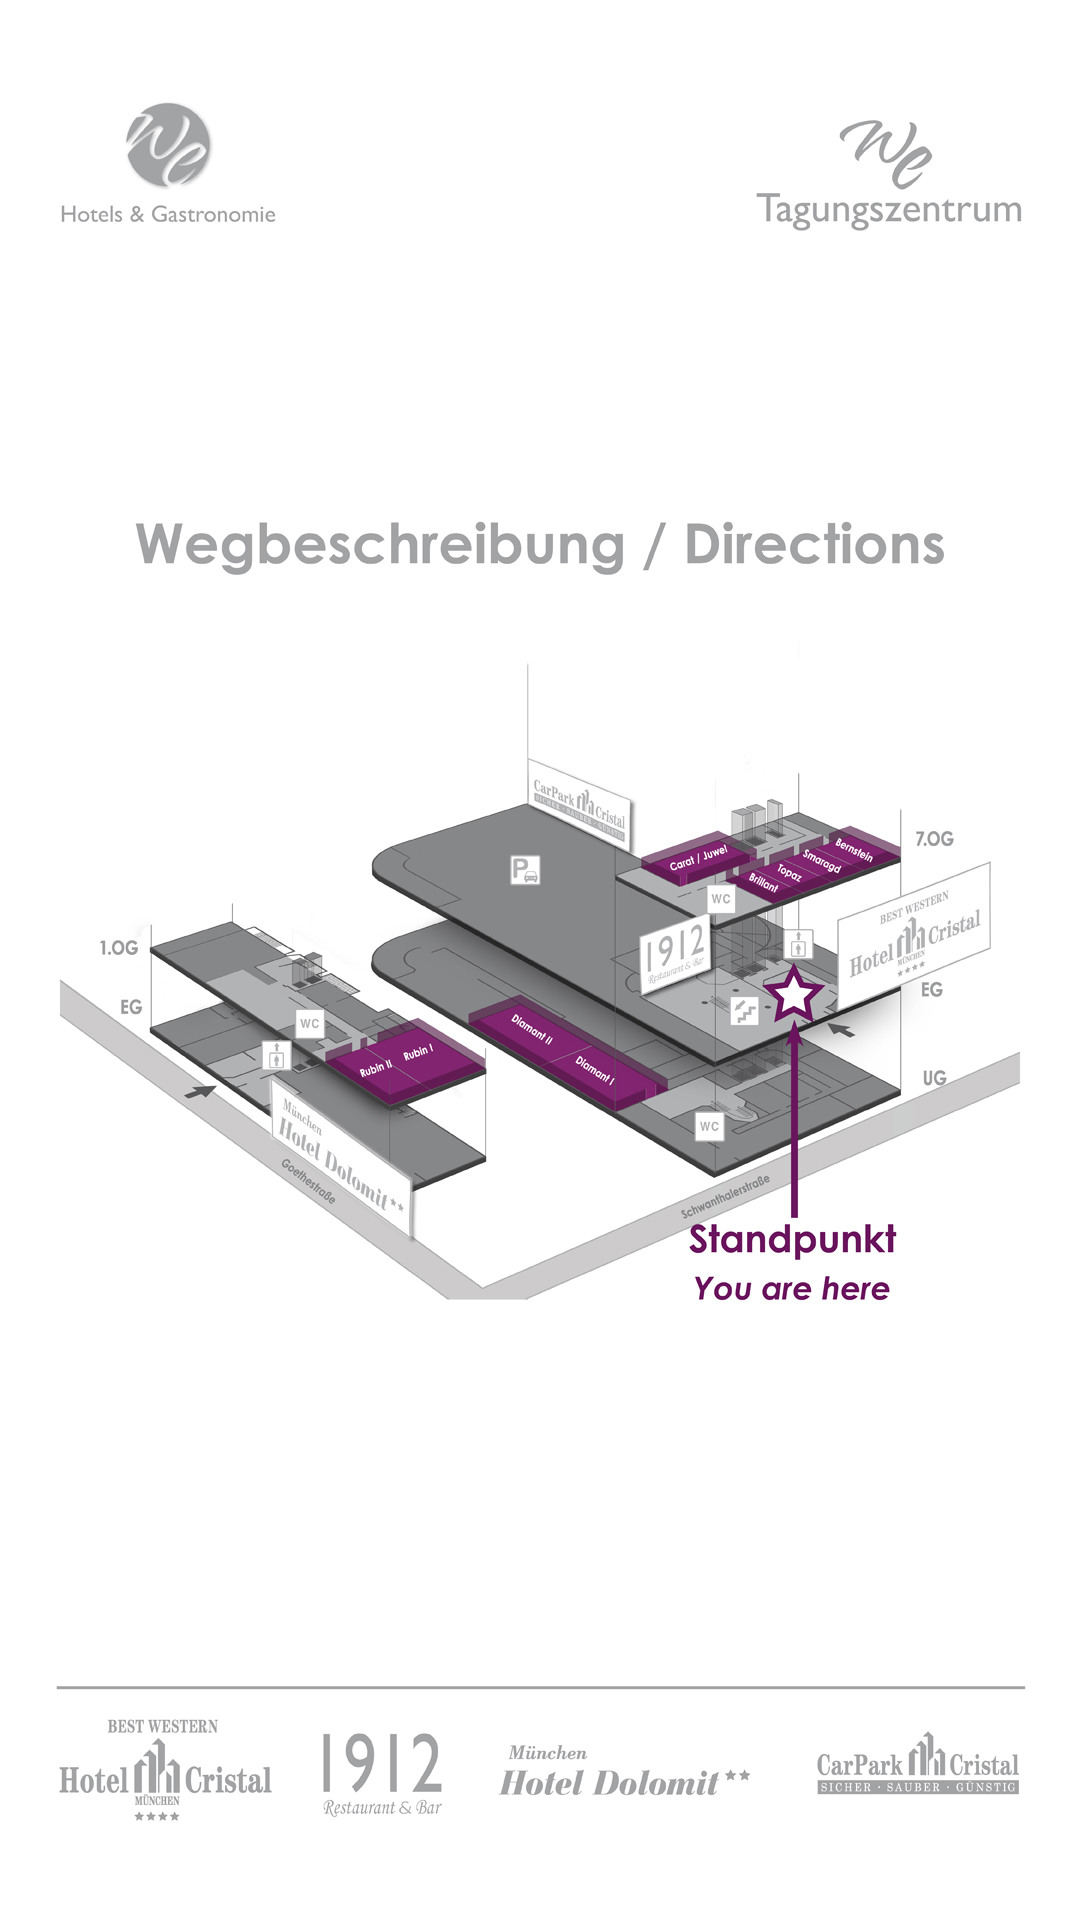 We
Hotels & Gastronomie
We
Tagungszentrum
Wegbeschreibung / Directions
CarPark Cristal
SICHER · SAUBER · GÜNSTIG
7.OG
Carat / Juwel
Bernstein
Smaragd
Topaz
Brillant
P
WC
BEST WESTERN
Hotel Cristal
MÜNCHEN
1912
Restaurant & Bar
1.OG
EG
EG
WC
Rubin II
Rubin I
Diamant II
Diamant I
UG
WC
München
Hotel Dolomit
Goethestraße
Schwanthalerstraße
Standpunkt
You are here
BEST WESTERN
Hotel Cristal
MÜNCHEN
1912
Restaurant & Bar
München
Hotel Dolomit
CarPark Cristal
SICHER · SAUBER · GÜNSTIG